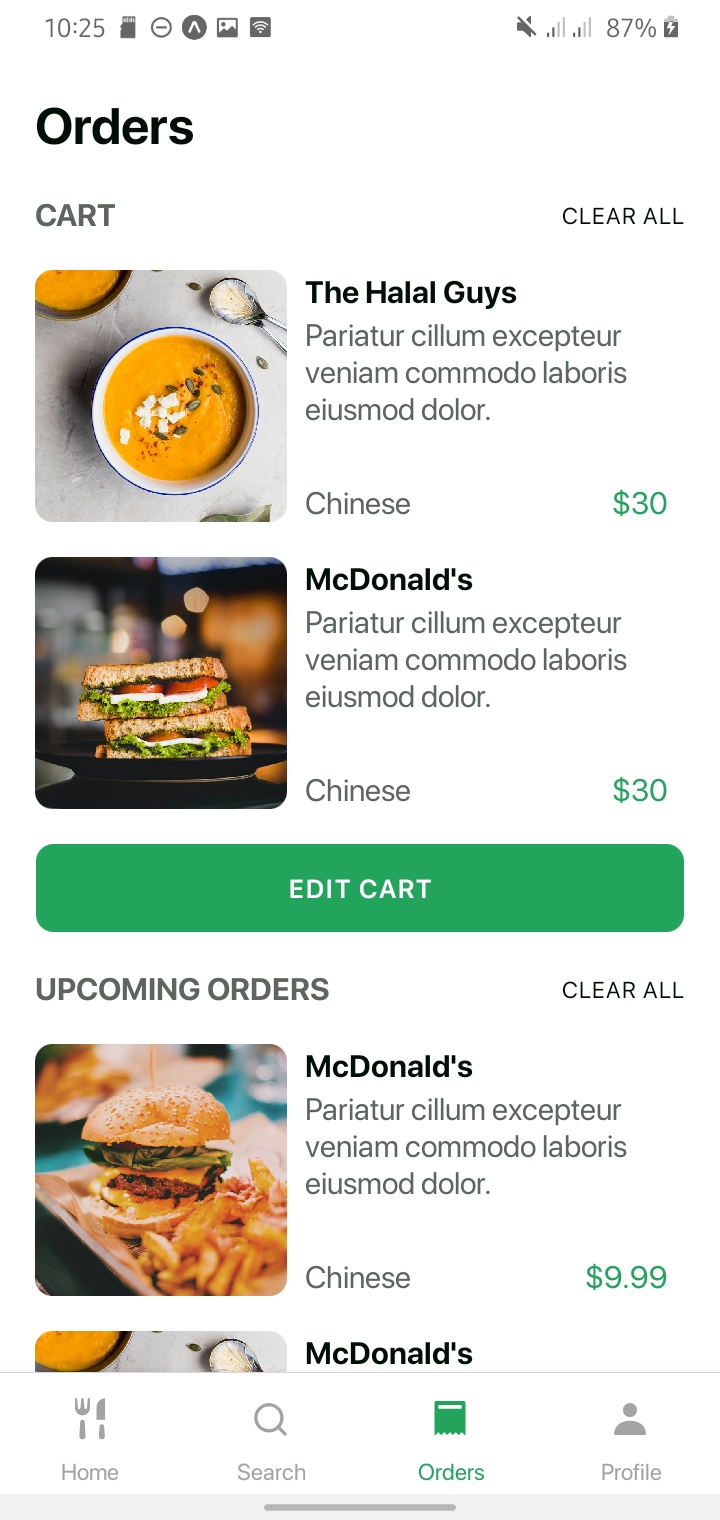 10:25
87%
Orders
CART
CLEAR ALL
The Halal Guys
Pariatur cillum excepteur
veniam commodo laboris
eiusmod dolor.
Chinese
$30
McDonald's
Pariatur cillum excepteur
veniam commodo laboris
eiusmod dolor.
Chinese
$30
EDIT CART
UPCOMING ORDERS
CLEAR ALL
McDonald's
Pariatur cillum excepteur
veniam commodo laboris
eiusmod dolor.
Chinese
$9.99
McDonald's
Home
Search
Orders
Profile